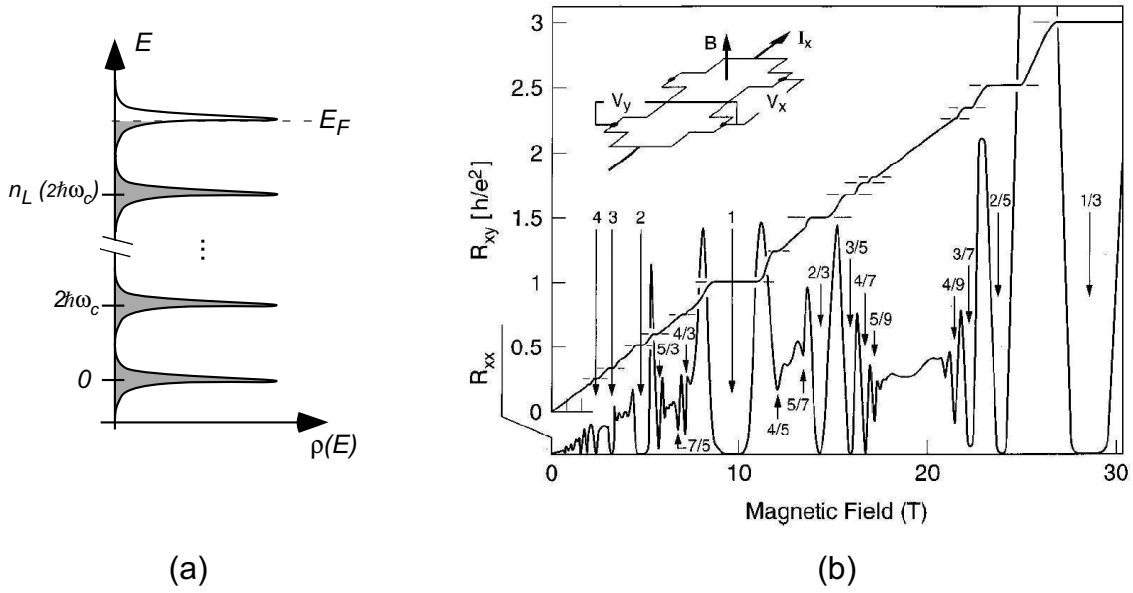 E
E_F
n_L (2ħω_c)
⋮
2ħω_c
0
ρ(E)
(a)
3
2.5
2
1.5
1
0.5
0
R_xy [h/e²]
R_xx
B
I_x
V_y
V_x
4
3
2
1
5/3
4/3
7/5
4/5
5/7
2/3
3/5
4/7
5/9
4/9
3/7
2/5
1/3
0
10
20
30
Magnetic Field (T)
(b)